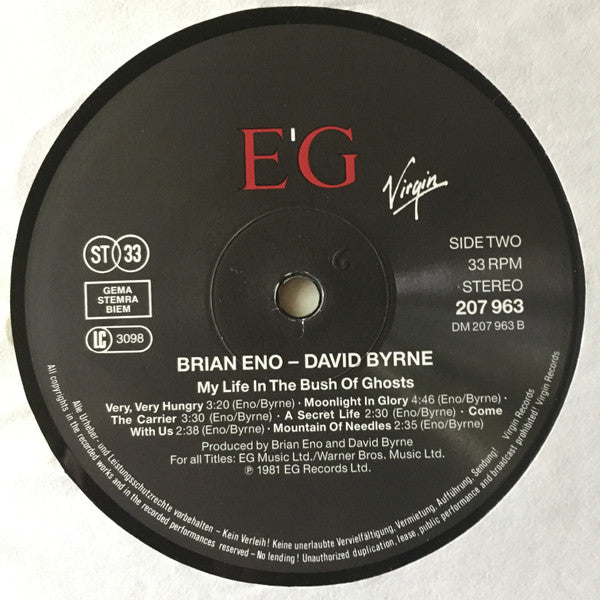 E'G
Virgin
ST 33
GEMA
STEMRA
BIEM
LC 3098
SIDE TWO
33 RPM
STEREO
207 963
DM 207 963 B
BRIAN ENO – DAVID BYRNE
My Life In The Bush Of Ghosts
Very, Very Hungry 3:20 (Eno/Byrne) · Moonlight In Glory 4:46 (Eno/Byrne) ·
The Carrier 3:30 (Eno/Byrne) · A Secret Life 2:30 (Eno/Byrne) · Come
With Us 2:38 (Eno/Byrne) · Mountain Of Needles 2:35 (Eno/Byrne)
Produced by Brian Eno and David Byrne
For all Titles: EG Music Ltd./Warner Bros. Music Ltd.
℗ 1981 EG Records Ltd.
Alle Urheber- und Leistungsschutzrechte vorbehalten – Kein Verleih! Keine unerlaubte Vervielfältigung, Vermietung, Aufführung, Sendung! Virgin Records
All copyrights in the recorded works and in the recorded performances reserved – No lending! Unauthorized duplication, lease, public performance and broadcast prohibited! Virgin Records